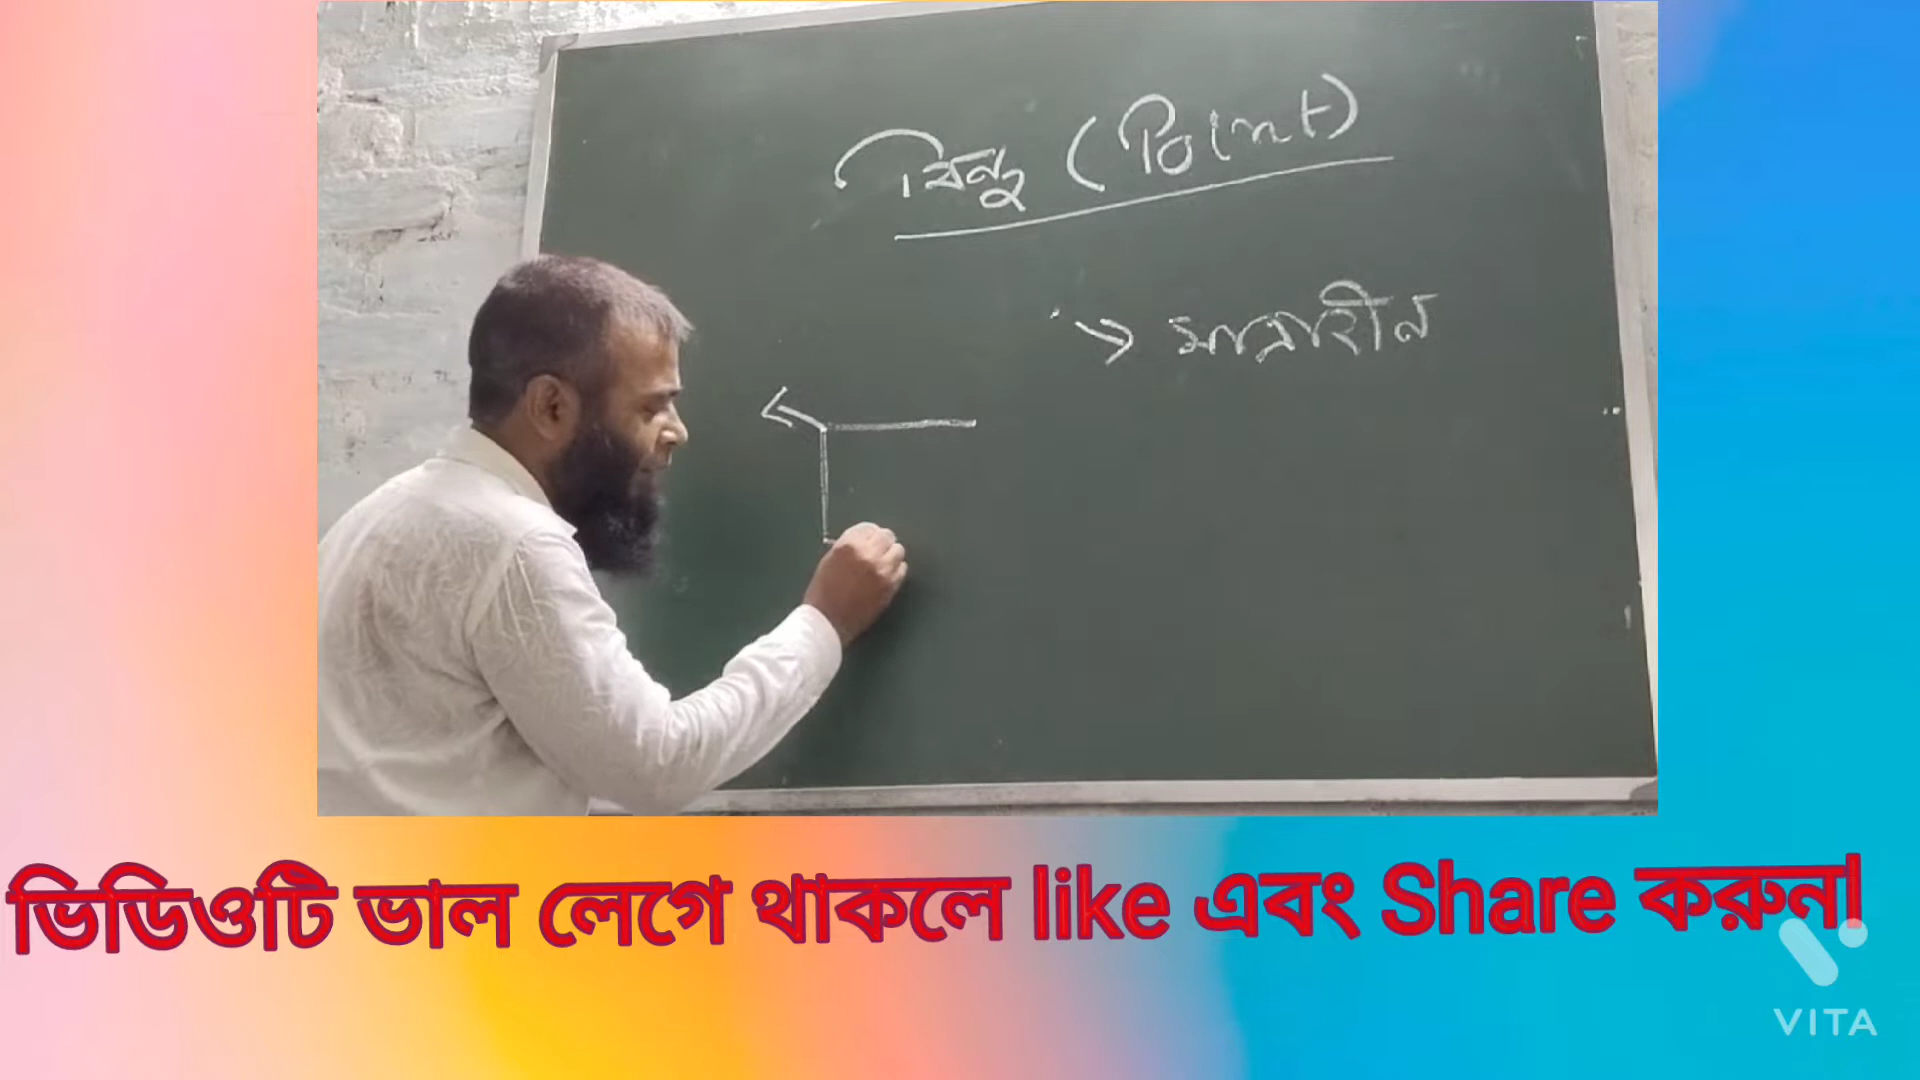 বিন্দু (Point)
→ মাত্রাহীন
ভিডিওটি ভাল লেগে থাকলে like এবং Share করুন।
VITA